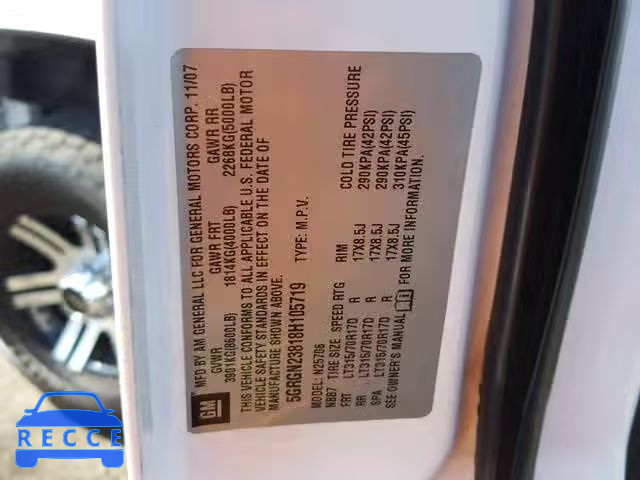 MFD BY AM GENERAL LLC FOR GENERAL MOTORS CORP. 11/07
GVWR GAWR FRT GAWR RR
3901KG(8600LB) 1814KG(4000LB) 2268KG(5000LB)
THIS VEHICLE CONFORMS TO ALL APPLICABLE U.S. FEDERAL MOTOR
VEHICLE SAFETY STANDARDS IN EFFECT ON THE DATE OF
MANUFACTURE SHOWN ABOVE.
5GRGN23818H105719 TYPE: M.P.V.
MODEL: N25706
NBB7 TIRE SIZE SPEED RTG RIM COLD TIRE PRESSURE
FRT LT315/70R17D R 17X8.5J 290KPA(42PSI)
RR LT315/70R17D R 17X8.5J 290KPA(42PSI)
SPA LT315/70R17D R 17X8.5J 310KPA(45PSI)
SEE OWNER'S MANUAL FOR MORE INFORMATION.
GM
RECCE